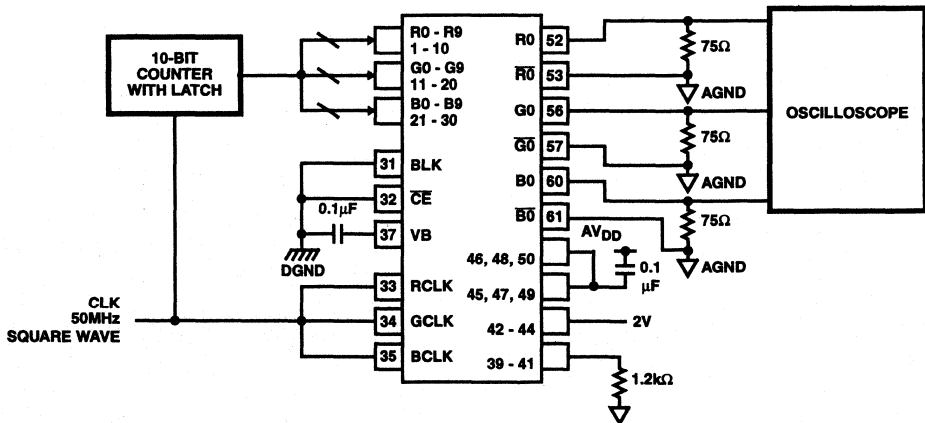 10-BIT
COUNTER
WITH LATCH
R0 - R9
1 - 10
G0 - G9
11 - 20
B0 - B9
21 - 30
31 BLK
32 CE
0.1μF
37 VB
DGND
33 RCLK
34 GCLK
35 BCLK
CLK
50MHz
SQUARE WAVE
R0 52
R0 53
G0 56
G0 57
B0 60
B0 61
AVDD
46, 48, 50
45, 47, 49
0.1
μF
42 - 44
2V
39 - 41
1.2kΩ
75Ω
AGND
75Ω
AGND
75Ω
AGND
OSCILLOSCOPE